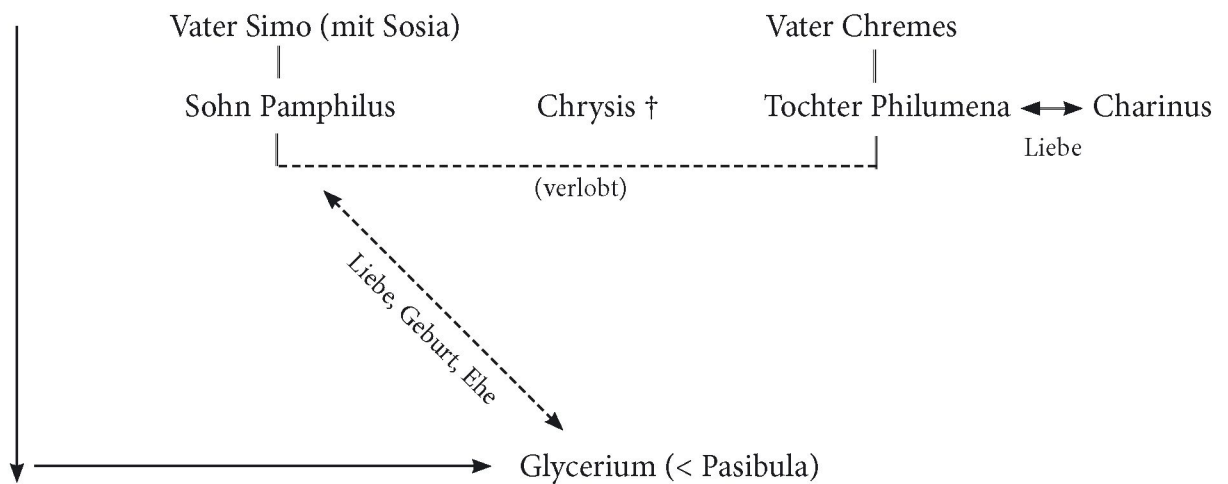 Vater Simo (mit Sosia)
Vater Chremes
Sohn Pamphilus
Chrysis †
Tochter Philumena
Charinus
Liebe
(verlobt)
Liebe, Geburt, Ehe
Glycerium (< Pasibula)